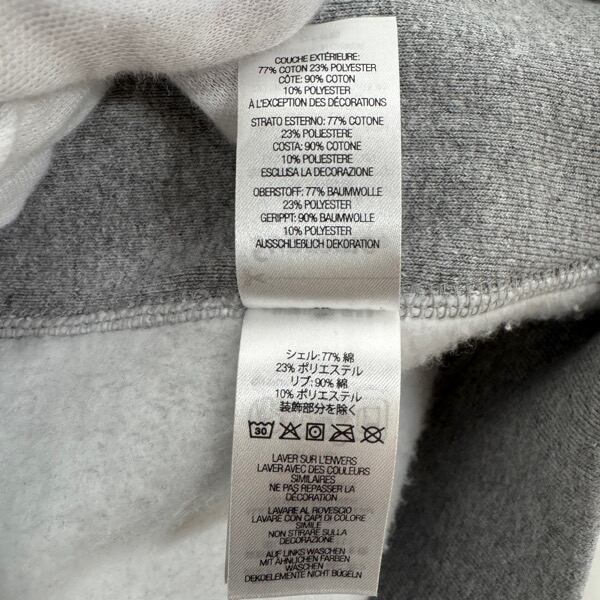 COUCHE EXTÉRIEURE:
77% COTON 23% POLYESTER
CÔTE: 90% COTON
10% POLYESTER
À L'EXCEPTION DES DÉCORATIONS
STRATO ESTERNO: 77% COTONE
23% POLIESTERE
COSTA: 90% COTONE
10% POLIESTERE
ESCLUSA LA DECORAZIONE
OBERSTOFF: 77% BAUMWOLLE
23% POLYESTER
GERIPPT: 90% BAUMWOLLE
10% POLYESTER
AUSSCHLIEßLICH DEKORATION
シェル: 77% 綿
23% ポリエステル
リブ: 90% 綿
10% ポリエステル
装飾部分を除く
30
LAVER SUR L'ENVERS
LAVER AVEC DES COULEURS
SIMILAIRES
NE PAS REPASSER LA
DÉCORATION
LAVARE AL ROVESCIO
LAVARE CON CAPI DI COLORE
SIMILE
NON STIRARE SULLA
DECORAZIONE
AUF LINKS WASCHEN
MIT ÄHNLICHEN FARBEN
WASCHEN
DEKOELEMENTE NICHT BÜGELN